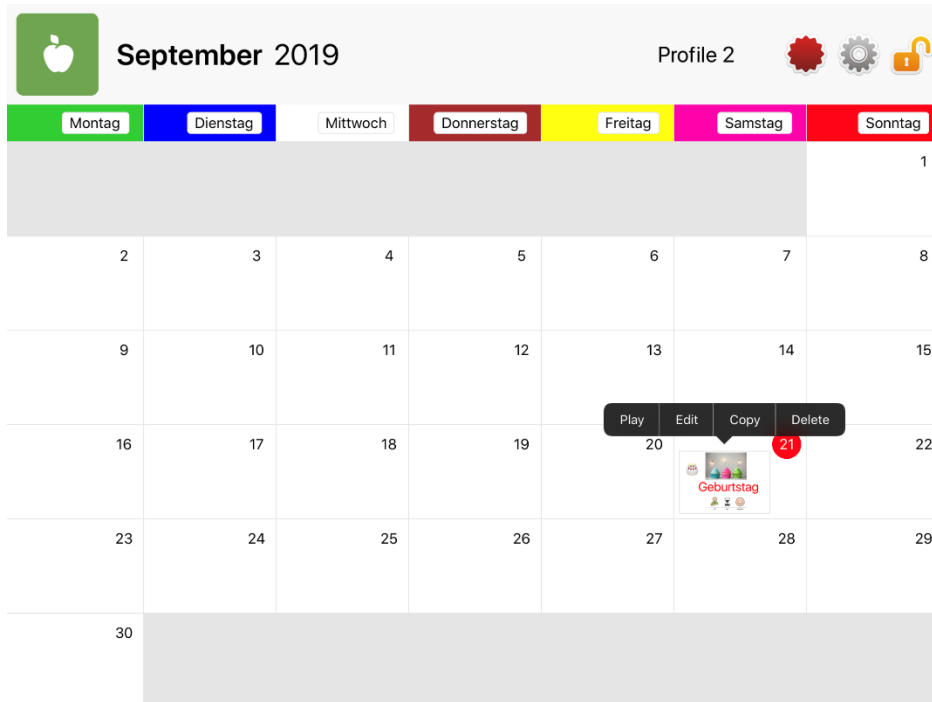 September 2019
Profile 2
Montag Dienstag Mittwoch Donnerstag Freitag Samstag Sonntag
1
2 3 4 5 6 7 8
9 10 11 12 13 14 15
Play Edit Copy Delete
16 17 18 19 20 21 22
Geburtstag
23 24 25 26 27 28 29
30